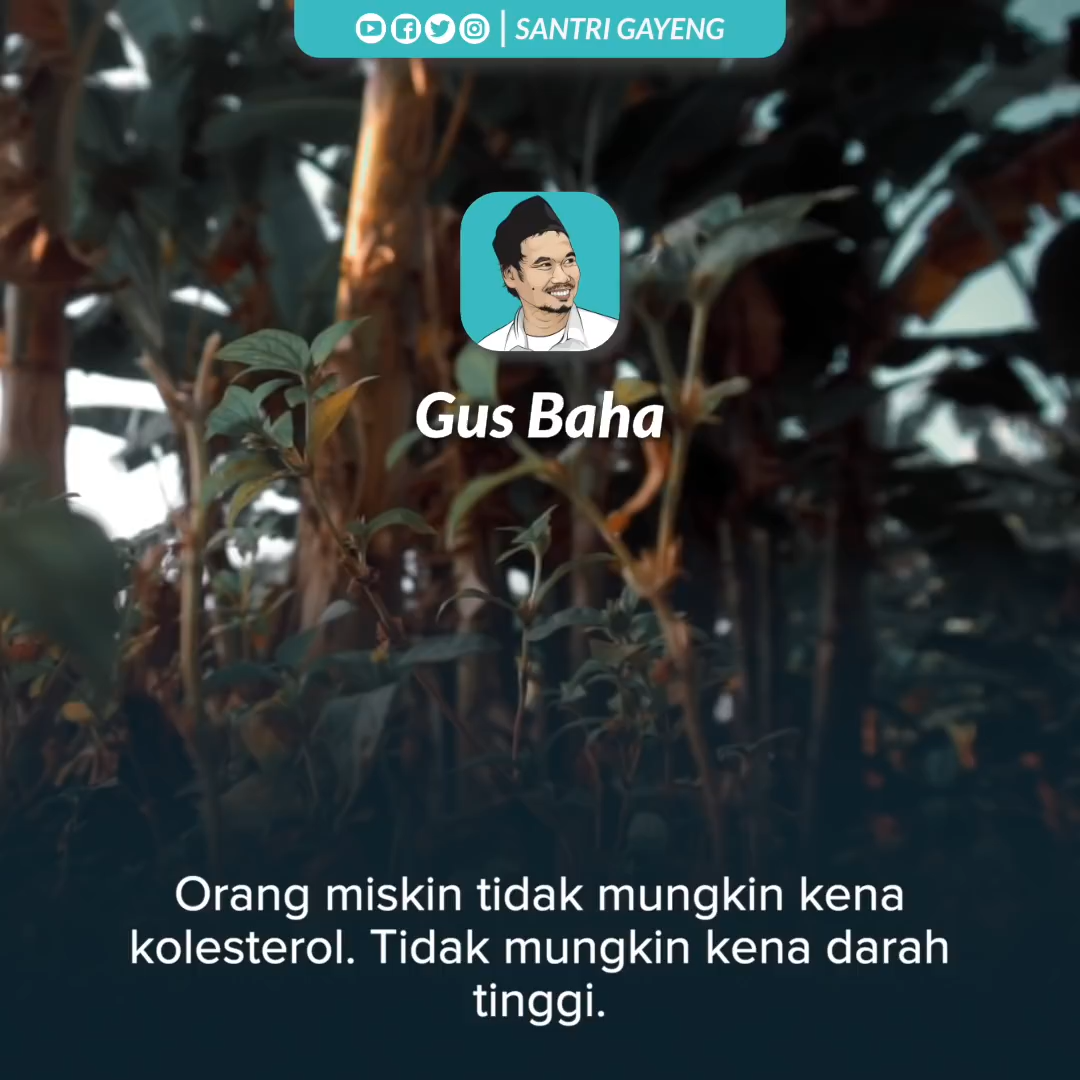 SANTRI GAYENG
Gus Baha
Orang miskin tidak mungkin kena
kolesterol. Tidak mungkin kena darah
tinggi.